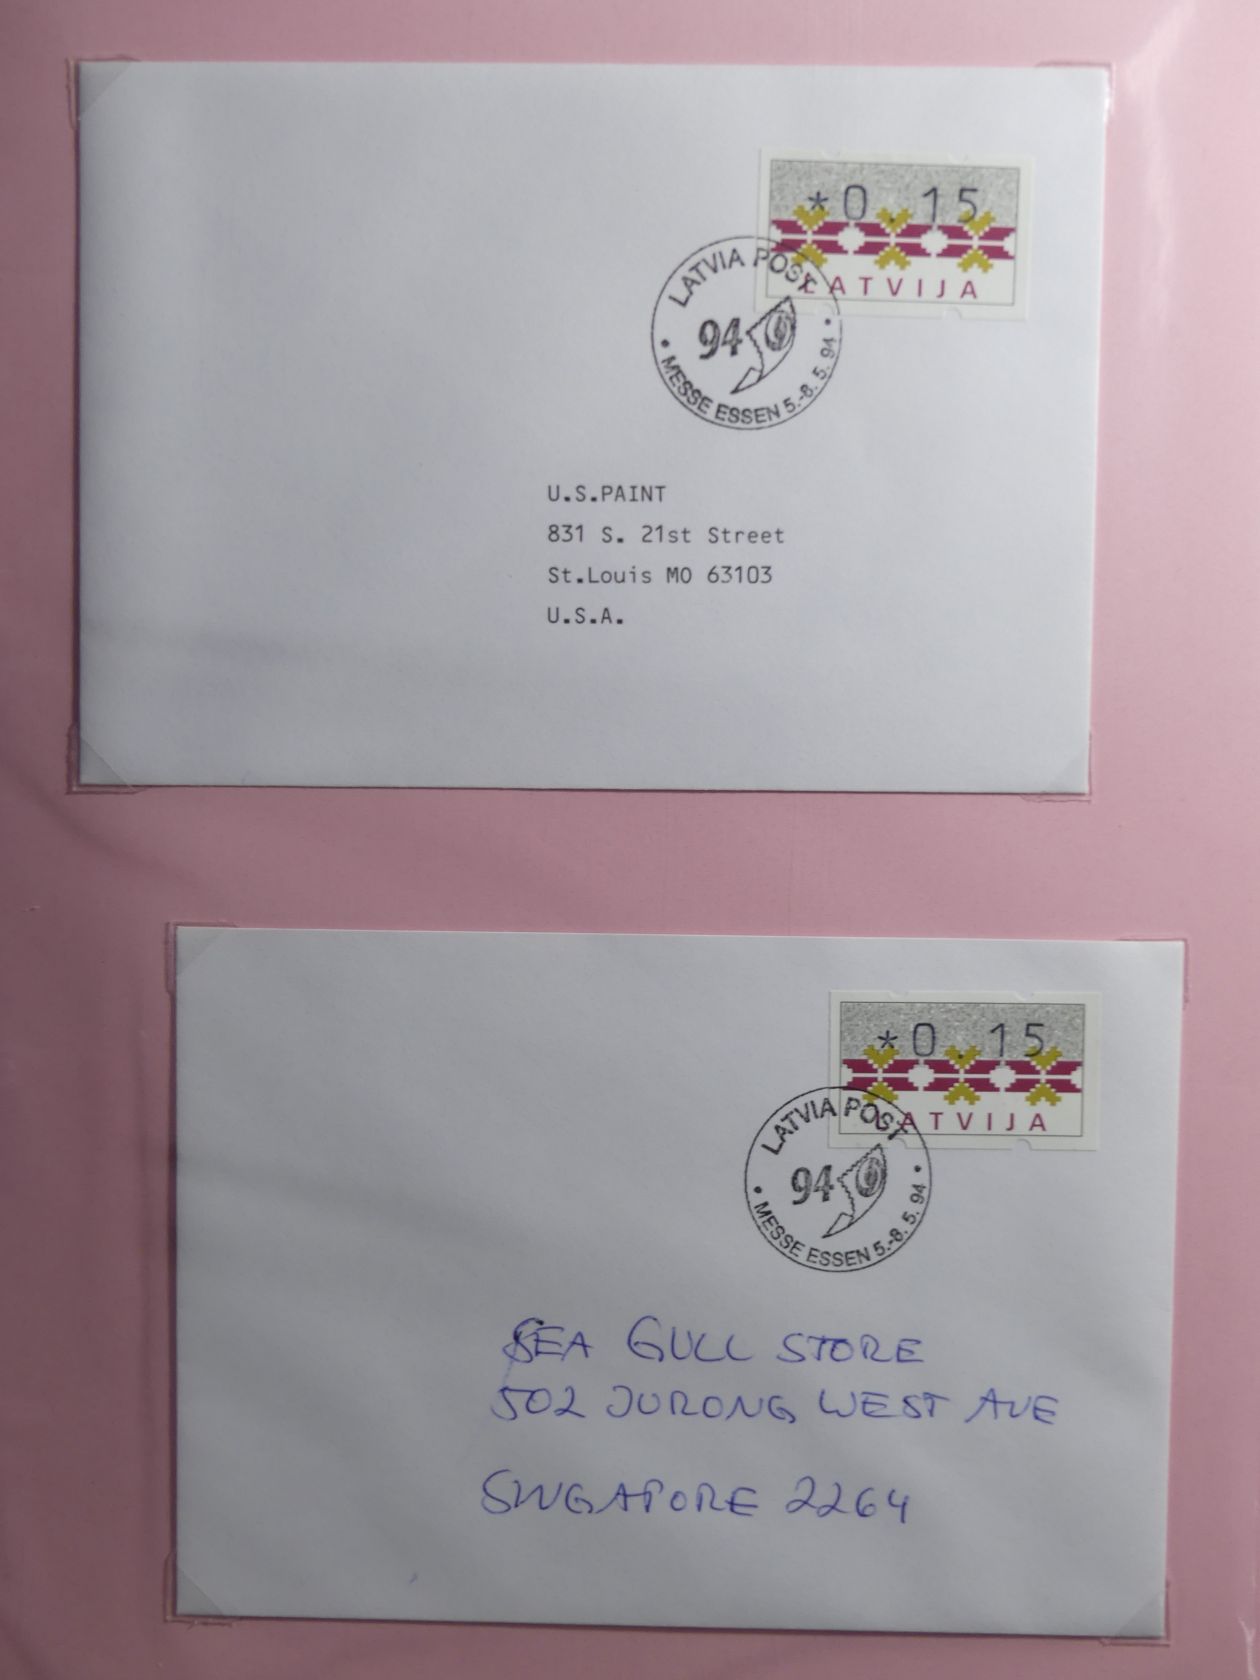 *0.15
LATVIJA
LATVIA POST
94
• MESSE ESSEN 5.-8.5.94 •
U.S.PAINT
831 S. 21st Street
St.Louis MO 63103
U.S.A.
*0.15
LATVIJA
LATVIA POST
94
• MESSE ESSEN 5.-8.5.94 •
SEA GULL STORE
502 JURONG WEST AVE
SINGAPORE 2264